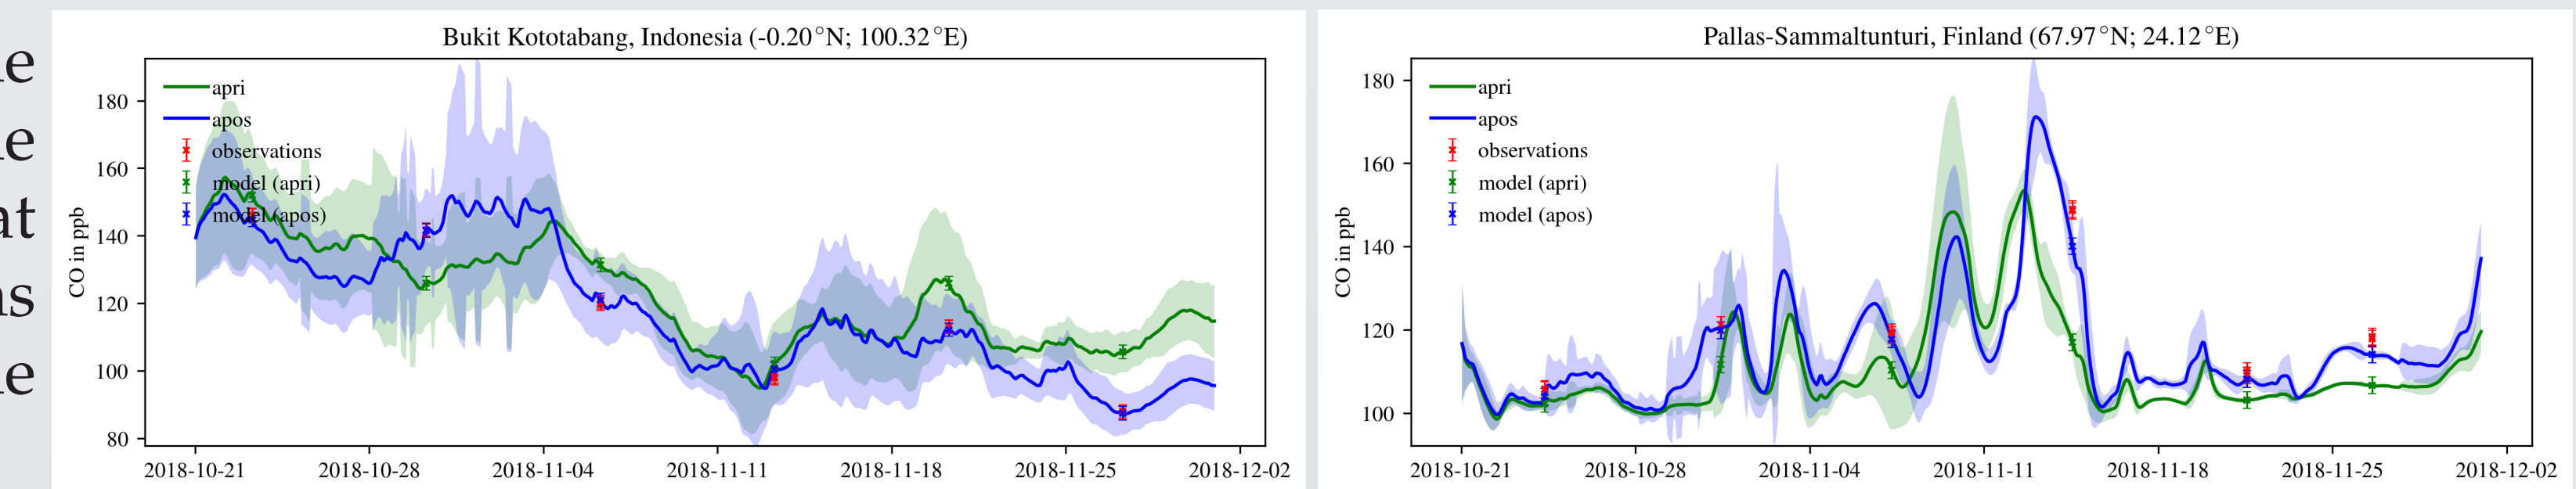 Bukit Kototabang, Indonesia (-0.20°N; 100.32°E)
apri
apos
observations
model (apri)
model (apos)
CO in ppb
180
160
140
120
100
80
2018-10-21 2018-10-28 2018-11-04 2018-11-11 2018-11-18 2018-11-25 2018-12-02
Pallas-Sammaltunturi, Finland (67.97°N; 24.12°E)
apri
apos
observations
model (apri)
model (apos)
CO in ppb
180
160
140
120
100
2018-10-21 2018-10-28 2018-11-04 2018-11-11 2018-11-18 2018-11-25 2018-12-02